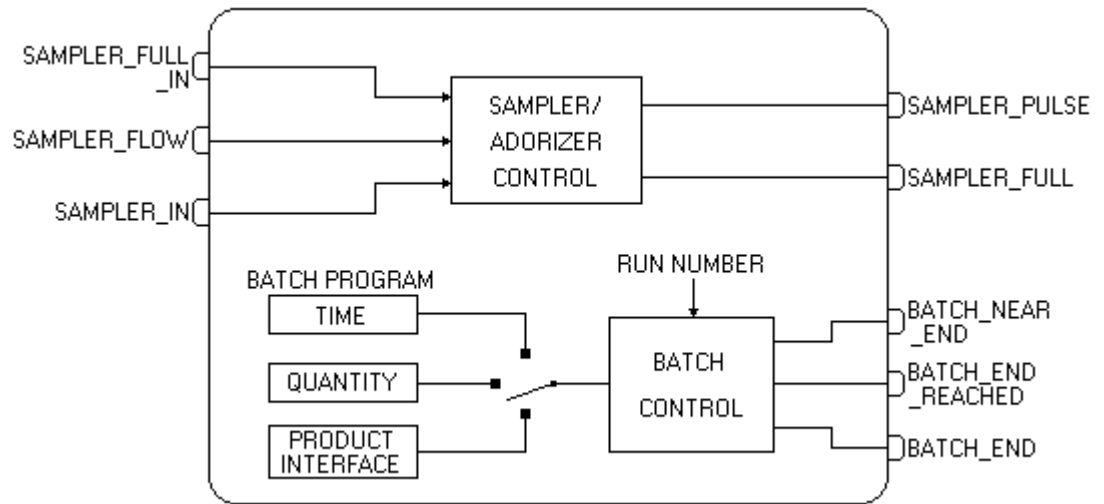 SAMPLER_FULL
_IN
SAMPLER_FLOW
SAMPLER_IN
SAMPLER/
ADORIZER
CONTROL
SAMPLER_PULSE
SAMPLER_FULL
BATCH PROGRAM
TIME
QUANTITY
PRODUCT
INTERFACE
RUN NUMBER
BATCH
CONTROL
BATCH_NEAR
_END
BATCH_END
_REACHED
BATCH_END